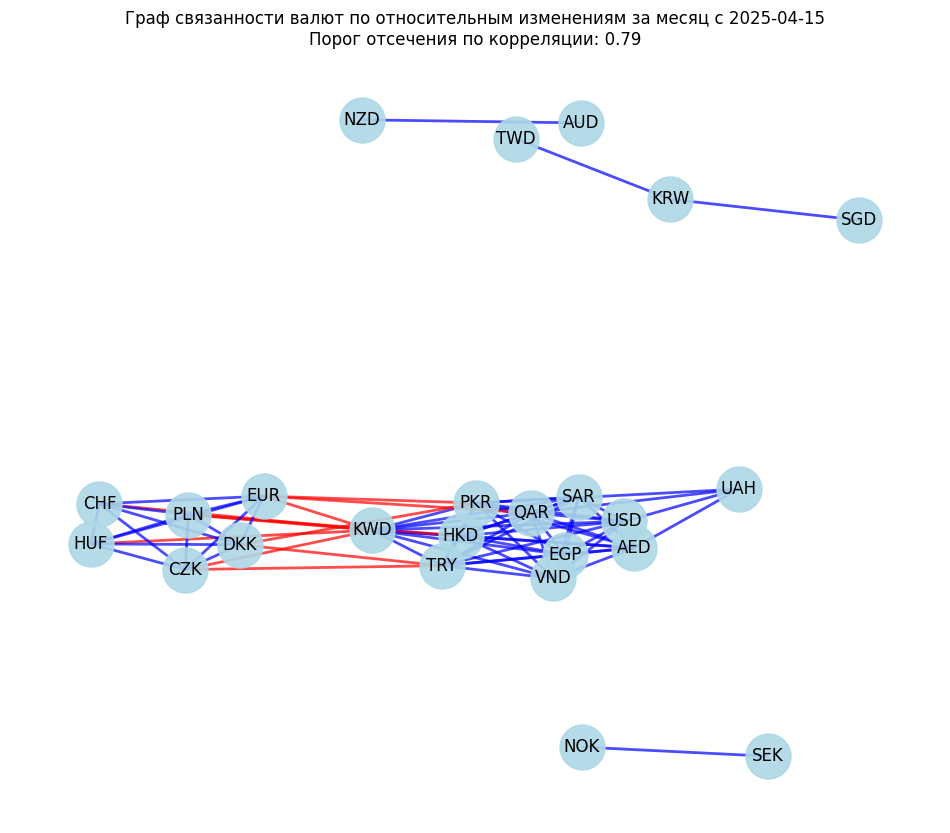 Граф связанности валют по относительным изменениям за месяц с 2025-04-15
Порог отсечения по корреляции: 0.79
NZD
AUD
TWD
KRW
SGD
CHF
PLN
EUR
HUF
DKK
CZK
KWD
PKR
QAR
SAR
UAH
HKD
USD
TRY
EGP
AED
VND
NOK
SEK